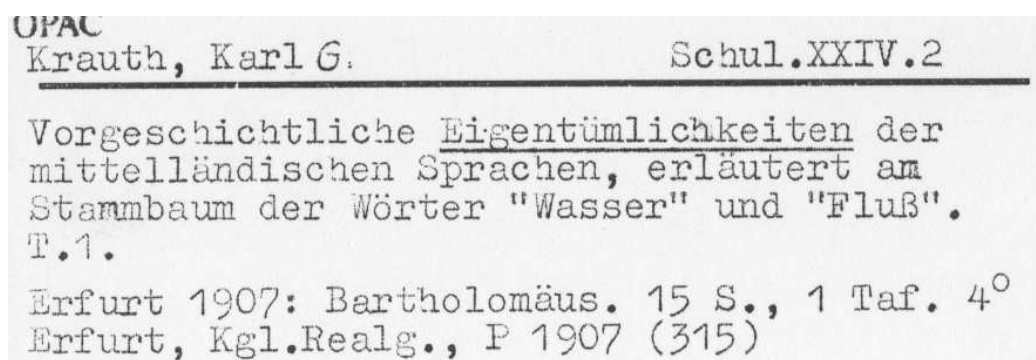 OPAC
Krauth, Karl G. Schul.XXIV.2
Vorgeschichtliche Eigentümlichkeiten der
mittelländischen Sprachen, erläutert am
Stammbaum der Wörter "Wasser" und "Fluß".
T.1.
Erfurt 1907: Bartholomäus. 15 S., 1 Taf. 4°
Erfurt, Kgl.Realg., P 1907 (315)